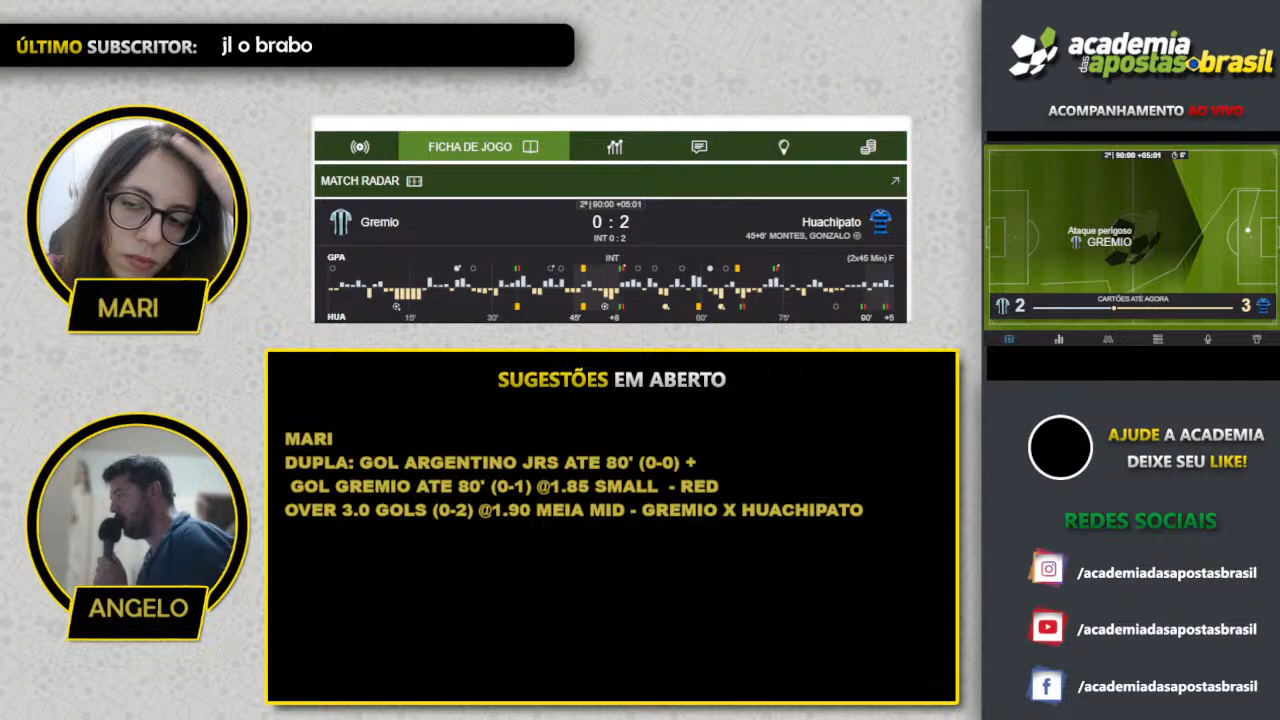 ÚLTIMO SUBSCRITOR: jl o brabo
MARI
FICHA DE JOGO
MATCH RADAR
2º | 90:00 +05:01
Gremio
0 : 2
Huachipato
INT 0 : 2
45+6' MONTES, GONZALO
GPA
INT
(2x45 Min) F
HUA
15'
30'
45'
+8
60'
75'
90'
+5
SUGESTÕES EM ABERTO
MARI
DUPLA: GOL ARGENTINO JRS ATE 80' (0-0) +
GOL GREMIO ATE 80' (0-1) @1.85 SMALL - RED
OVER 3.0 GOLS (0-2) @1.90 MEIA MID - GREMIO X HUACHIPATO
ANGELO
academia
das apostas brasil
ACOMPANHAMENTO AO VIVO
2º | 90:00 +05:01
6'
Ataque perigoso
GREMIO
2
CARTÕES ATÉ AGORA
3
AJUDE A ACADEMIA
DEIXE SEU LIKE!
REDES SOCIAIS
/academiadasapostasbrasil
/academiadasapostasbrasil
/academiadasapostasbrasil